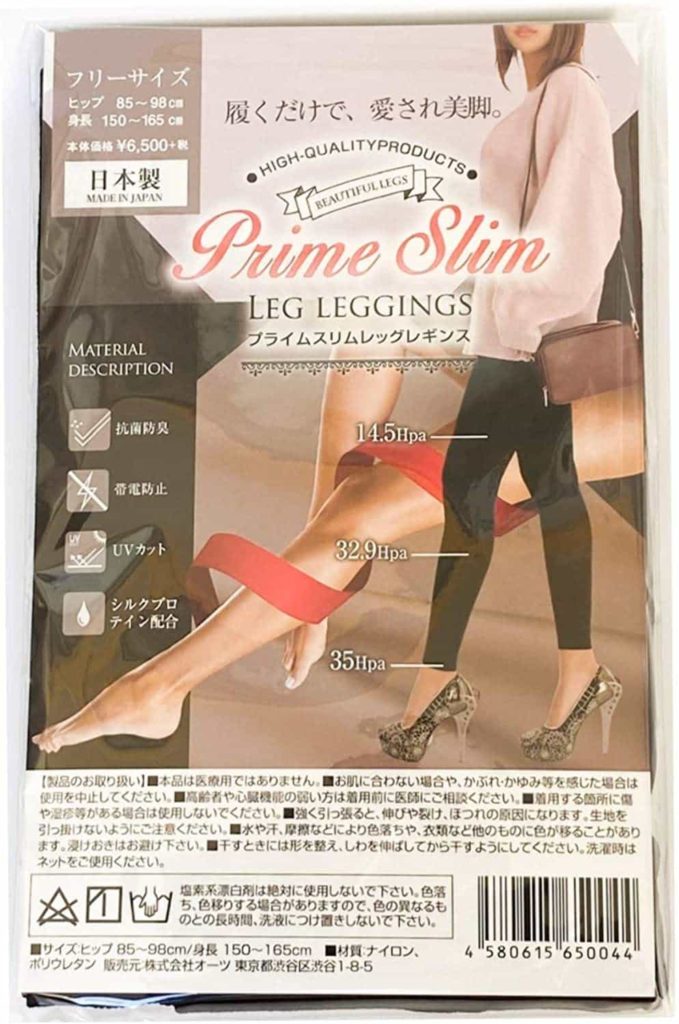 フリーサイズ
ヒップ 85～98㎝
身長 150～165㎝
本体価格 ¥6,500+税
日本製
MADE IN JAPAN
履くだけで、愛され美脚。
HIGH-QUALITYPRODUCTS
BEAUTIFUL LEGS
Prime Slim
LEG LEGGINGS
プライムスリムレッグレギンス
MATERIAL
DESCRIPTION
抗菌防臭
帯電防止
UV
UVカット
シルクプロ
テイン配合
14.5Hpa
32.9Hpa
35Hpa
【製品のお取り扱い】■本品は医療用ではありません。■お肌に合わない場合や、かぶれ・かゆみ等を感じた場合は
使用を中止してください。■高齢者や心臓機能の弱い方は着用前に医師にご相談ください。■着用する箇所に傷
や湿疹等がある場合は使用しないでください。■強く引っ張ると、伸びや裂け、ほつれの原因になります。生地を
引っ掛けないようにご注意ください。■水や汗、摩擦などにより色落ちや、衣類など他のものに色が移ることがあり
ます。浸けおきはお避け下さい。■干すときには形を整え、しわを伸ばしてから干すようにしてください。洗濯時は
ネットをご使用ください。
塩素系漂白剤は絶対に使用しないで下さい。色落
ち、色移りする場合がありますので、色の異なるも
のとの長時間、洗液につけ置きしないで下さい。
4 580615 650044
■サイズ:ヒップ 85～98cm/身長 150～165cm ■材質:ナイロン、
ポリウレタン 販売元:株式会社オーツ 東京都渋谷区渋谷1-8-5